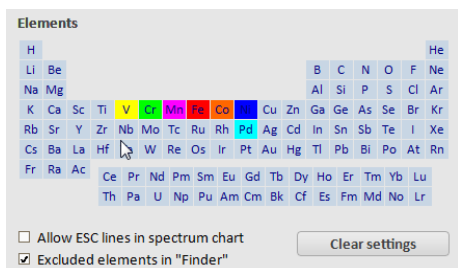 Elements
H He
Li Be B C N O F Ne
Na Mg Al Si P S Cl Ar
K Ca Sc Ti V Cr Mn Fe Co Cu Zn Ga Ge As Se Br Kr
Rb Sr Y Zr Nb Mo Tc Ru Rh Pd Ag Cd In Sn Sb Te I Xe
Cs Ba La Hf W Re Os Ir Pt Au Hg Tl Pb Bi Po At Rn
Fr Ra Ac Ce Pr Nd Pm Sm Eu Gd Tb Dy Ho Er Tm Yb Lu
Th Pa U Np Pu Am Cm Bk Cf Es Fm Md No Lr
Allow ESC lines in spectrum chart
Clear settings
Excluded elements in "Finder"